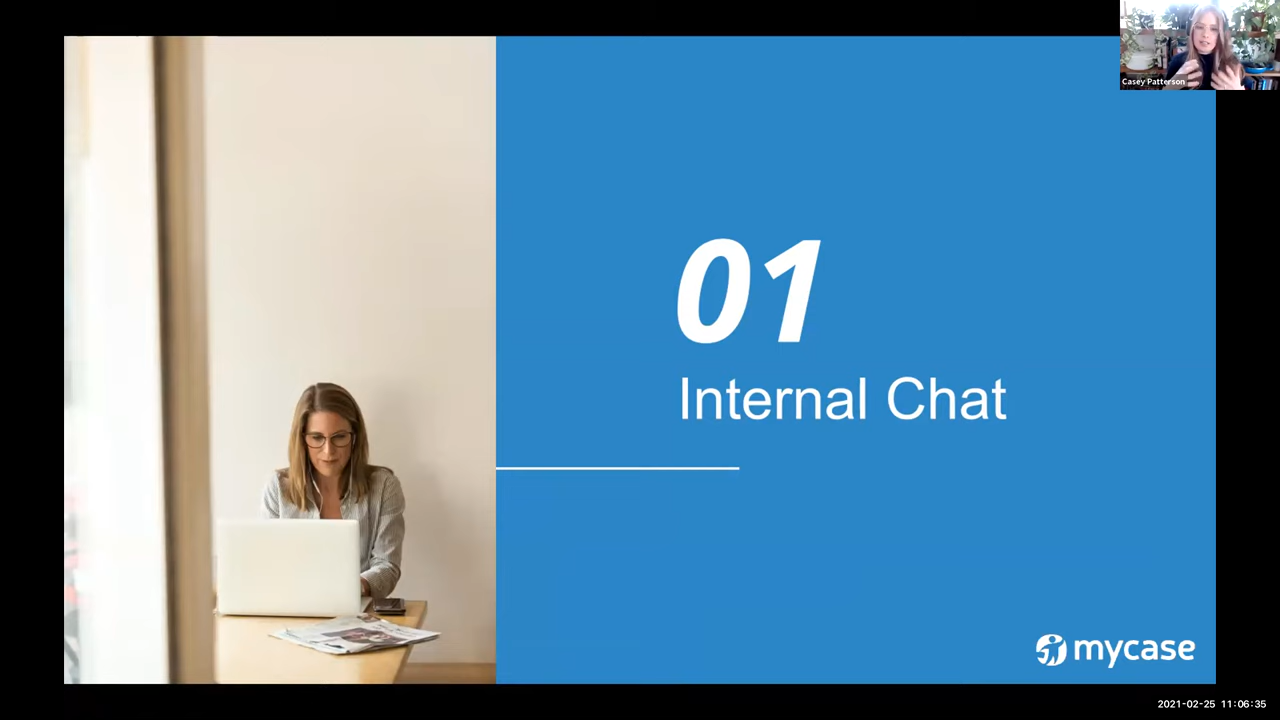 Casey Patterson
01
Internal Chat
mycase
2021-02-25 11:06:35